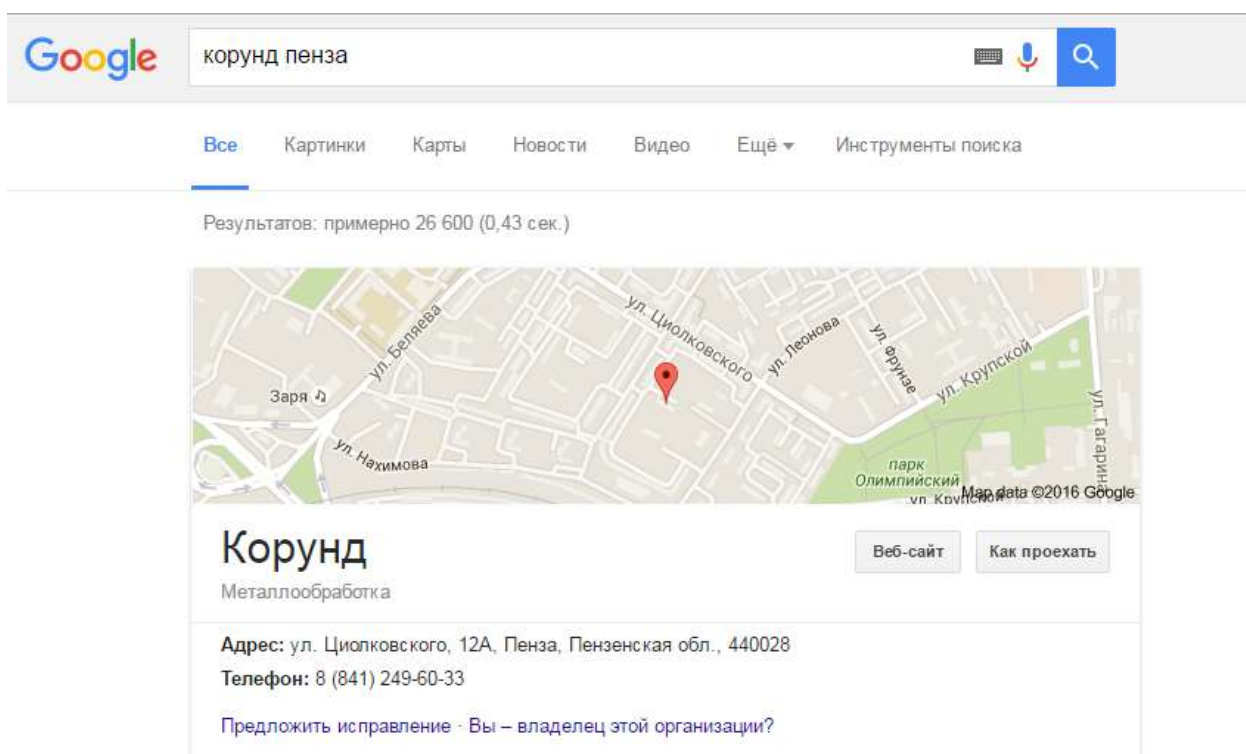 Google
корунд пенза
Все Картинки Карты Новости Видео Ещё Инструменты поиска
Результатов: примерно 26 600 (0,43 сек.)
ул. Беляева
ул. Циолковского
ул. Леонова
ул. Фрунзе
ул. Крупской
ул. Гагарина
Заря
ул. Нахимова
парк
Олимпийский
ул. Крупской
Map data ©2016 Google
Корунд
Веб-сайт Как проехать
Металлообработка
Адрес: ул. Циолковского, 12А, Пенза, Пензенская обл., 440028
Телефон: 8 (841) 249-60-33
Предложить исправление · Вы – владелец этой организации?